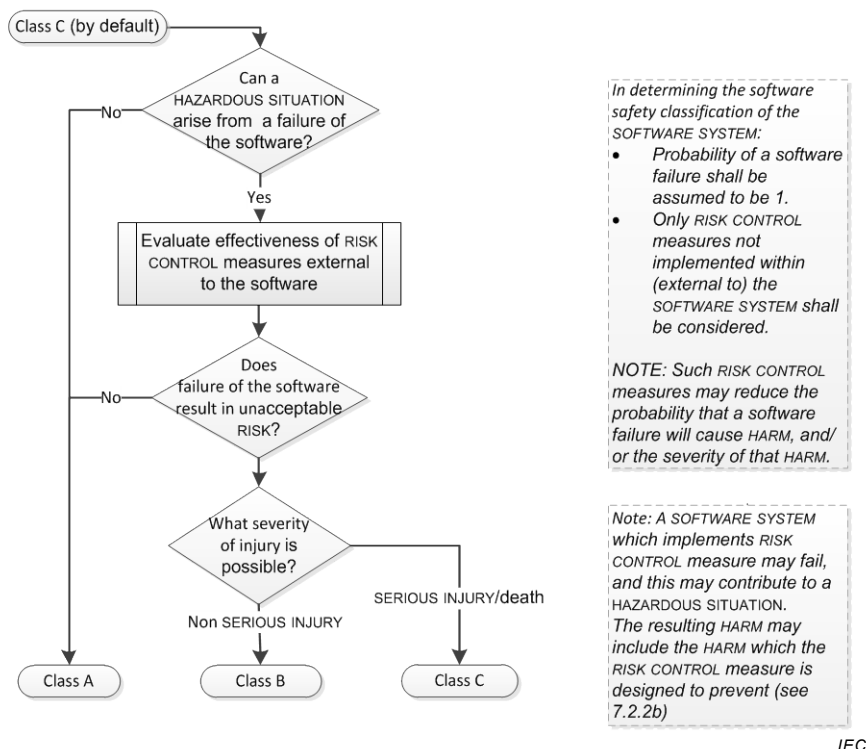 Class C (by default)
Can a
HAZARDOUS SITUATION
arise from a failure of
the software?
No
Yes
Evaluate effectiveness of RISK
CONTROL measures external
to the software
Does
failure of the software
result in unacceptable
RISK?
No
What severity
of injury is
possible?
SERIOUS INJURY/death
Non SERIOUS INJURY
Class A
Class B
Class C
In determining the software
safety classification of the
SOFTWARE SYSTEM:
• Probability of a software
failure shall be
assumed to be 1.
• Only RISK CONTROL
measures not
implemented within
(external to) the
SOFTWARE SYSTEM shall
be considered.
NOTE: Such RISK CONTROL
measures may reduce the
probability that a software
failure will cause HARM, and/
or the severity of that HARM.
Note: A SOFTWARE SYSTEM
which implements RISK
CONTROL measure may fail,
and this may contribute to a
HAZARDOUS SITUATION.
The resulting HARM may
include the HARM which the
RISK CONTROL measure is
designed to prevent (see
7.2.2b)
IEC